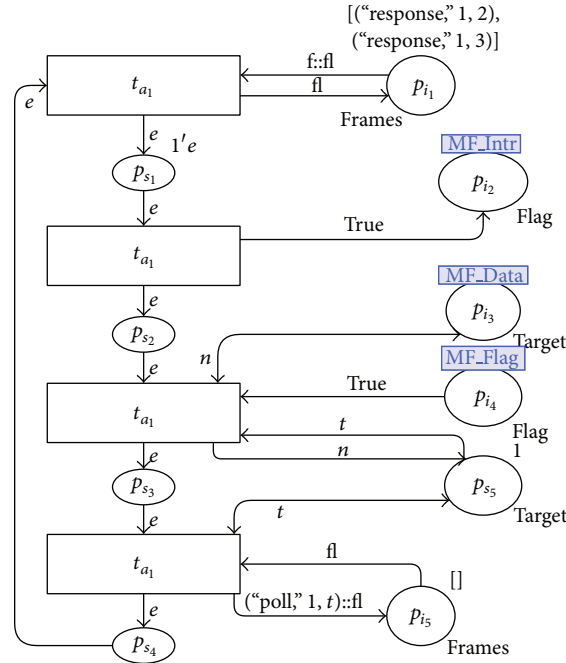 [(“response,” 1, 2),
(“response,” 1, 3)]
e
t_{a_1}
f::fl
fl
p_{i_1}
Frames
e
1′e
p_{s_1}
MF_Intr
p_{i_2}
e
True
Flag
t_{a_1}
MF_Data
e
p_{i_3}
p_{s_2}
Target
n
MF_Flag
e
True
p_{i_4}
t_{a_1}
t
Flag
n
1
e
p_{s_3}
p_{s_5}
e
t
Target
t_{a_1}
fl
[]
(“poll,” 1, t)::fl
p_{i_5}
e
p_{s_4}
Frames